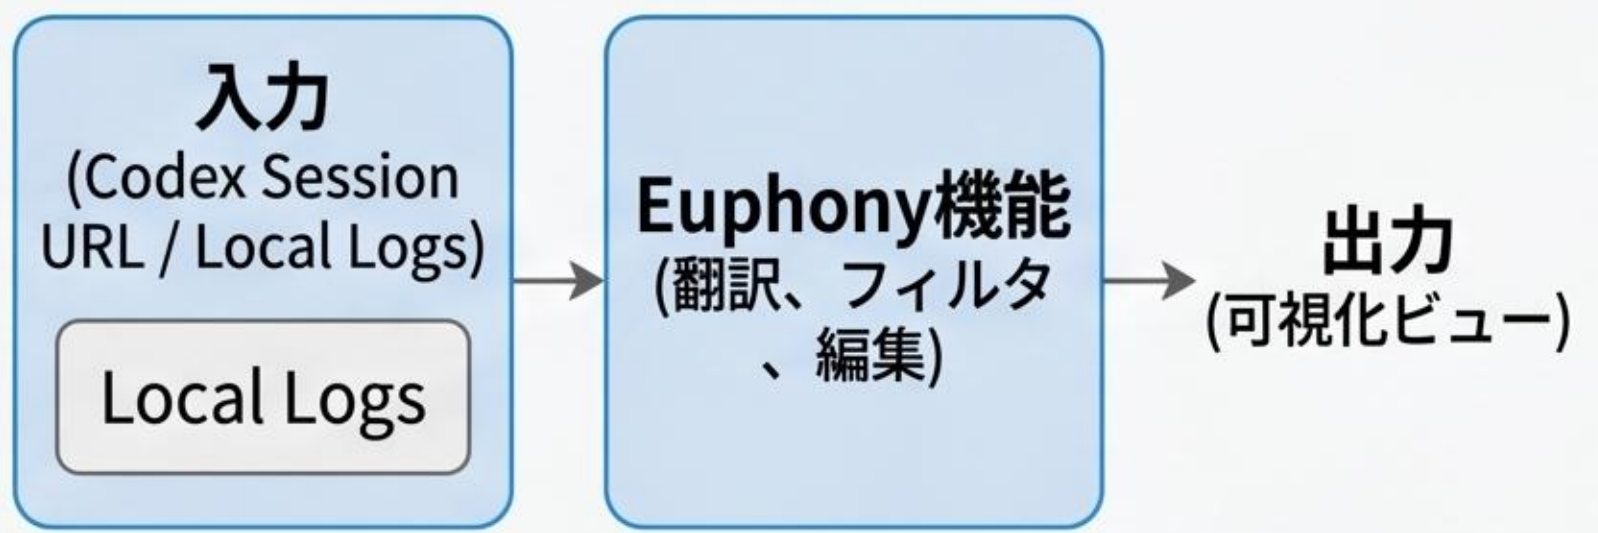 入力
(Codex Session
URL / Local Logs)
Local Logs
Euphony機能
(翻訳、フィルタ
、編集)
出力
(可視化ビュー)